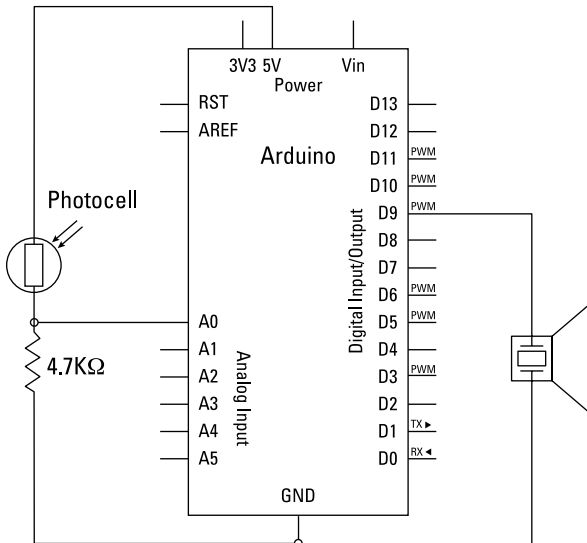 3V3 5V
Vin
Power
RST
AREF
Arduino
Photocell
4.7KΩ
A0
A1
A2
A3
A4
A5
Analog Input
Digital Input/Output
D13
D12
D11 PWM
D10 PWM
D9 PWM
D8
D7
D6 PWM
D5 PWM
D4
D3 PWM
D2
D1 TX ►
D0 RX ◄
GND